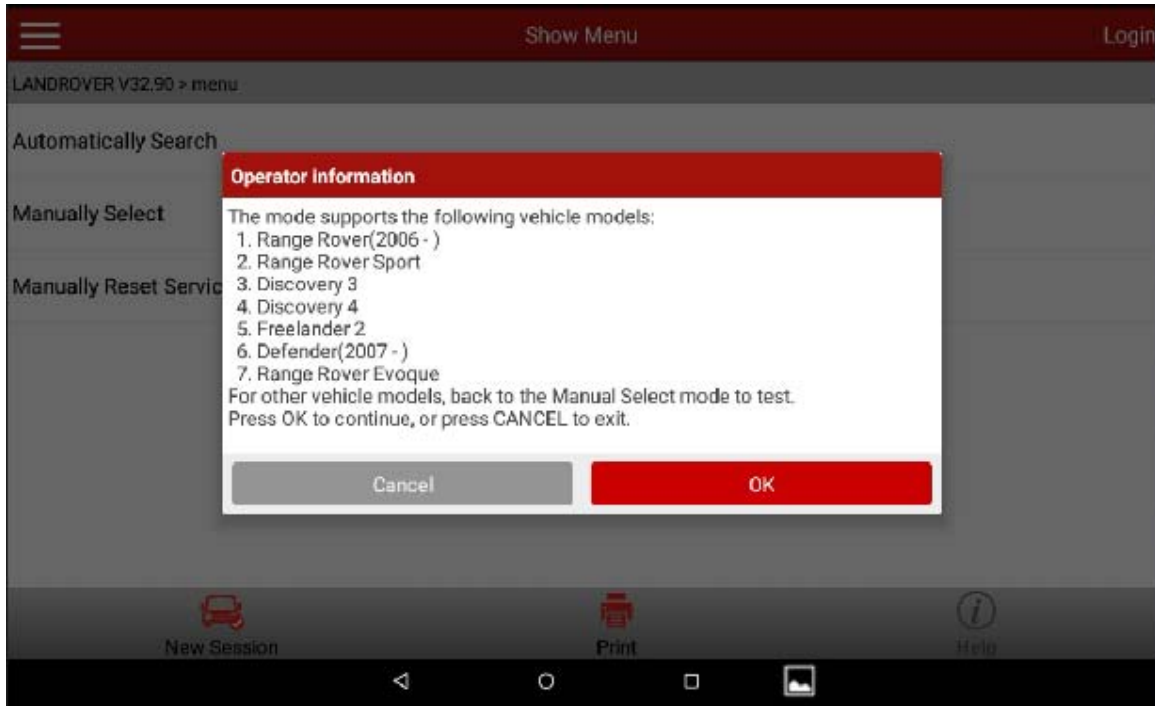 Show Menu
Login
LANDROVER V32.90 > menu
Automatically Search
Manually Select
Manually Reset Servic
Operator information
The mode supports the following vehicle models:
1. Range Rover(2006 - )
2. Range Rover Sport
3. Discovery 3
4. Discovery 4
5. Freelander 2
6. Defender(2007 - )
7. Range Rover Evoque
For other vehicle models, back to the Manual Select mode to test.
Press OK to continue, or press CANCEL to exit.
Cancel
OK
New Session
Print
Help